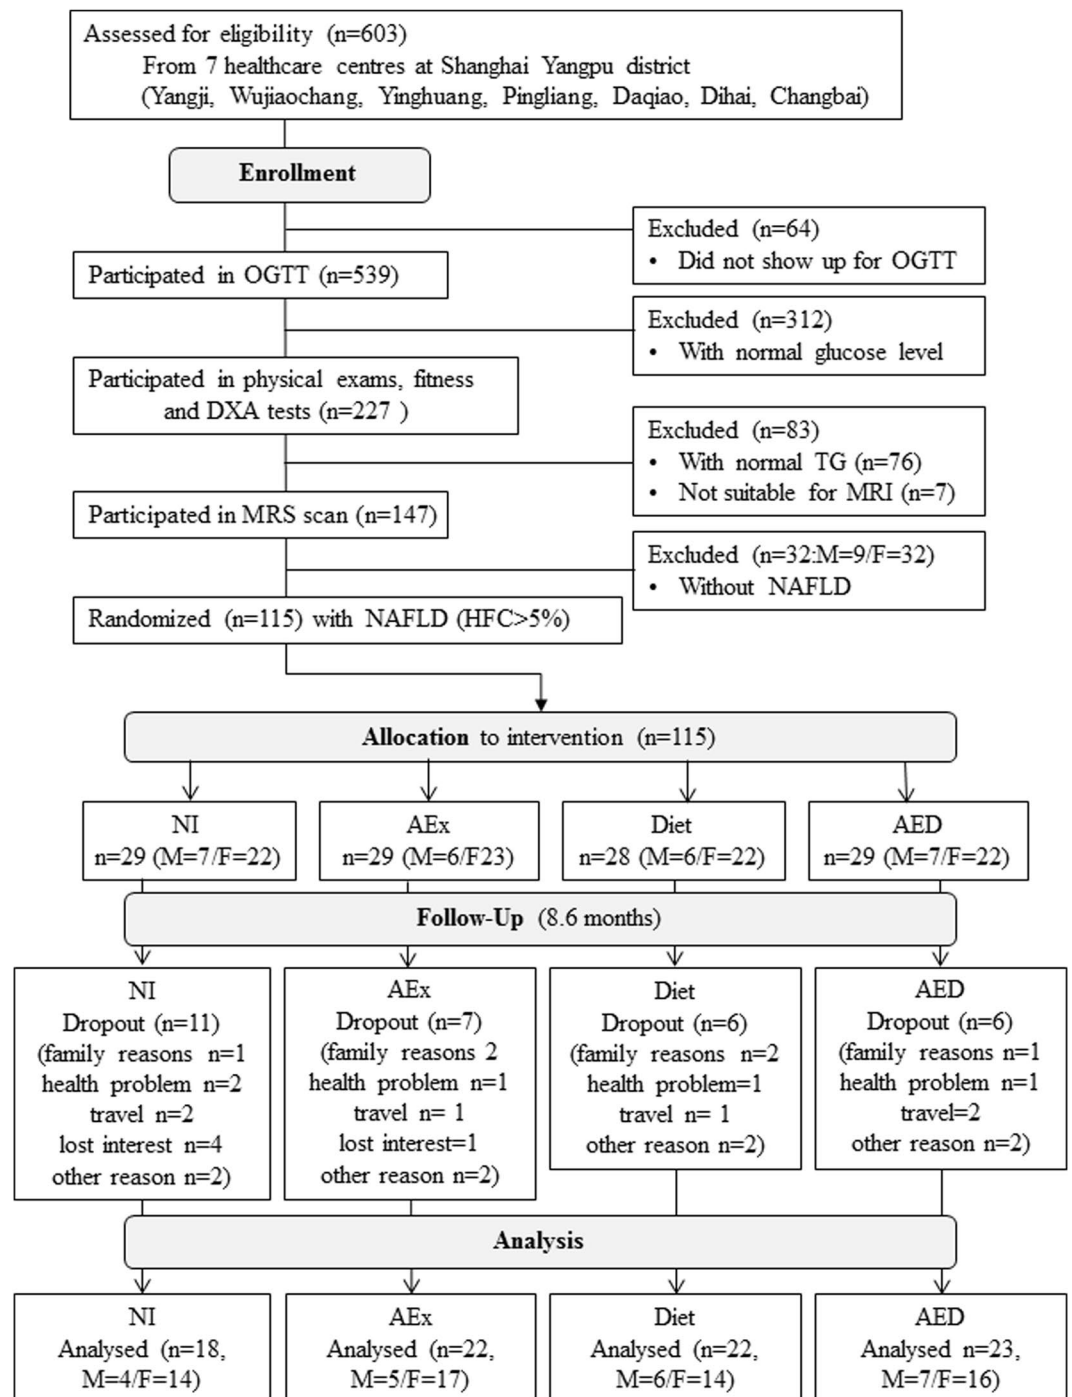 Assessed for eligibility (n=603)
From 7 healthcare centres at Shanghai Yangpu district
(Yangji, Wujiaochang, Yinghuang, Pingliang, Daqiao, Dihai, Changbai)
Enrollment
Excluded (n=64)
• Did not show up for OGTT
Participated in OGTT (n=539)
Excluded (n=312)
• With normal glucose level
Participated in physical exams, fitness
and DXA tests (n=227 )
Excluded (n=83)
• With normal TG (n=76)
• Not suitable for MRI (n=7)
Participated in MRS scan (n=147)
Excluded (n=32:M=9/F=32)
• Without NAFLD
Randomized (n=115) with NAFLD (HFC>5%)
Allocation to intervention (n=115)
NI
n=29 (M=7/F=22)
AEx
n=29 (M=6/F23)
Diet
n=28 (M=6/F=22)
AED
n=29 (M=7/F=22)
Follow-Up (8.6 months)
NI
Dropout (n=11)
(family reasons n=1
health problem n=2
travel n=2
lost interest n=4
other reason n=2)
AEx
Dropout (n=7)
(family reasons 2
health problem n=1
travel n= 1
lost interest=1
other reason n=2)
Diet
Dropout (n=6)
(family reasons n=2
health problem=1
travel n= 1
other reason n=2)
AED
Dropout (n=6)
(family reasons n=1
health problem n=1
travel=2
other reason n=2)
Analysis
NI
Analysed (n=18,
M=4/F=14)
AEx
Analysed (n=22,
M=5/F=17)
Diet
Analysed (n=22,
M=6/F=14)
AED
Analysed n=23,
M=7/F=16)